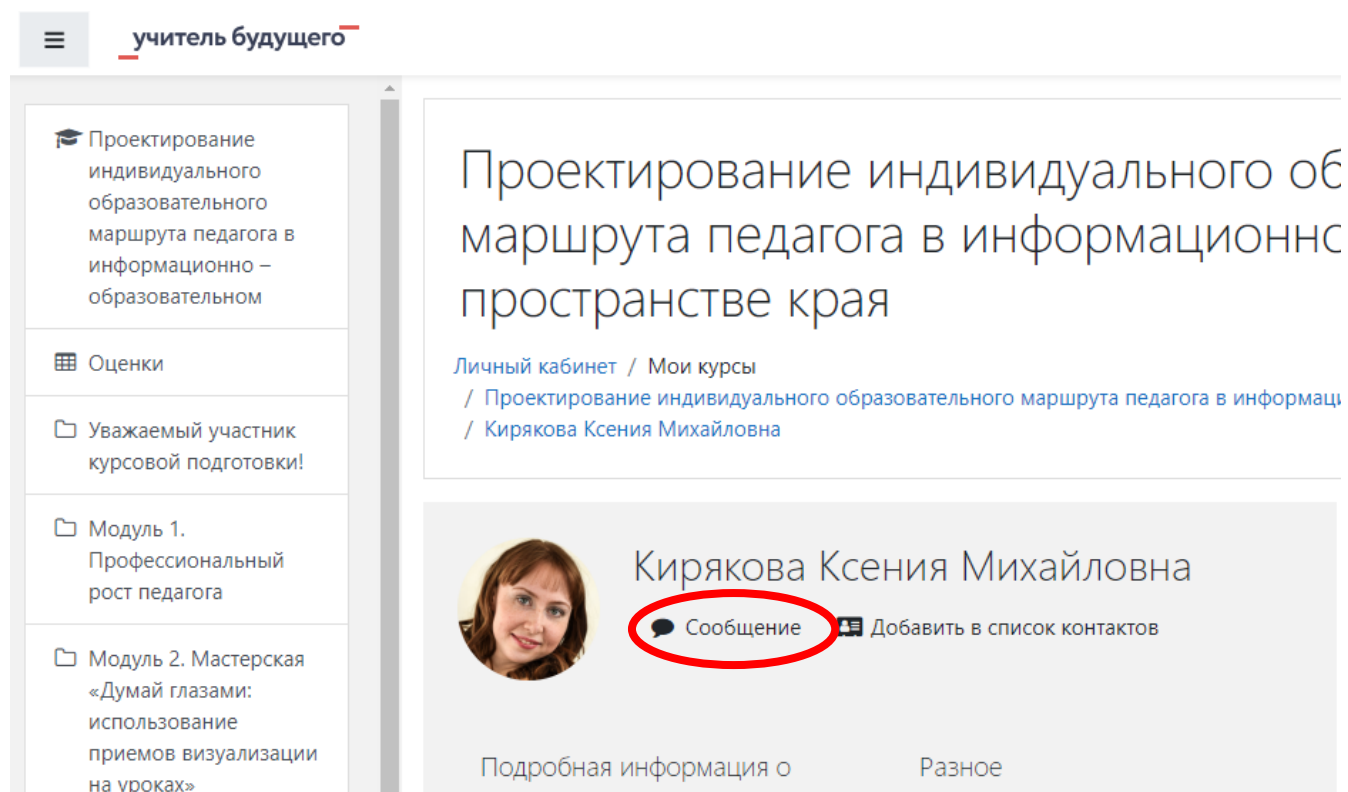 учитель будущего
Проектирование
индивидуального
образовательного
маршрута педагога в
информационно –
образовательном
Оценки
Уважаемый участник
курсовой подготовки!
Модуль 1.
Профессиональный
рост педагога
Модуль 2. Мастерская
«Думай глазами:
использование
приемов визуализации
на уроках»
Проектирование индивидуального об
маршрута педагога в информационно
пространстве края
Личный кабинет / Мои курсы
/ Проектирование индивидуального образовательного маршрута педагога в информаци
/ Кирякова Ксения Михайловна
Кирякова Ксения Михайловна
Сообщение Добавить в список контактов
Подробная информация о Разное